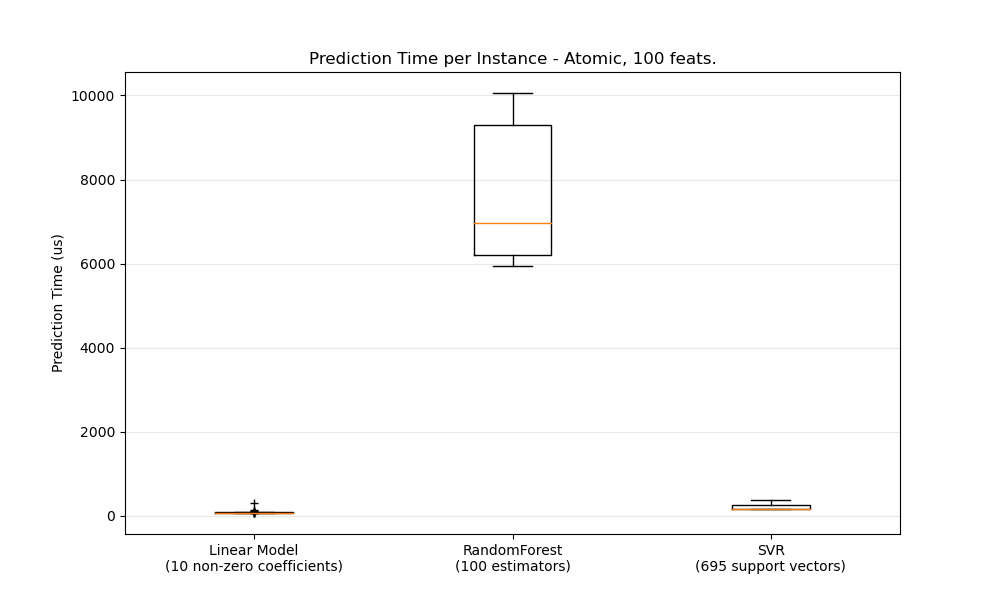 Prediction Time per Instance - Atomic, 100 feats.
Prediction Time (us)
10000
8000
6000
4000
2000
0
Linear Model
(10 non-zero coefficients)
RandomForest
(100 estimators)
SVR
(695 support vectors)